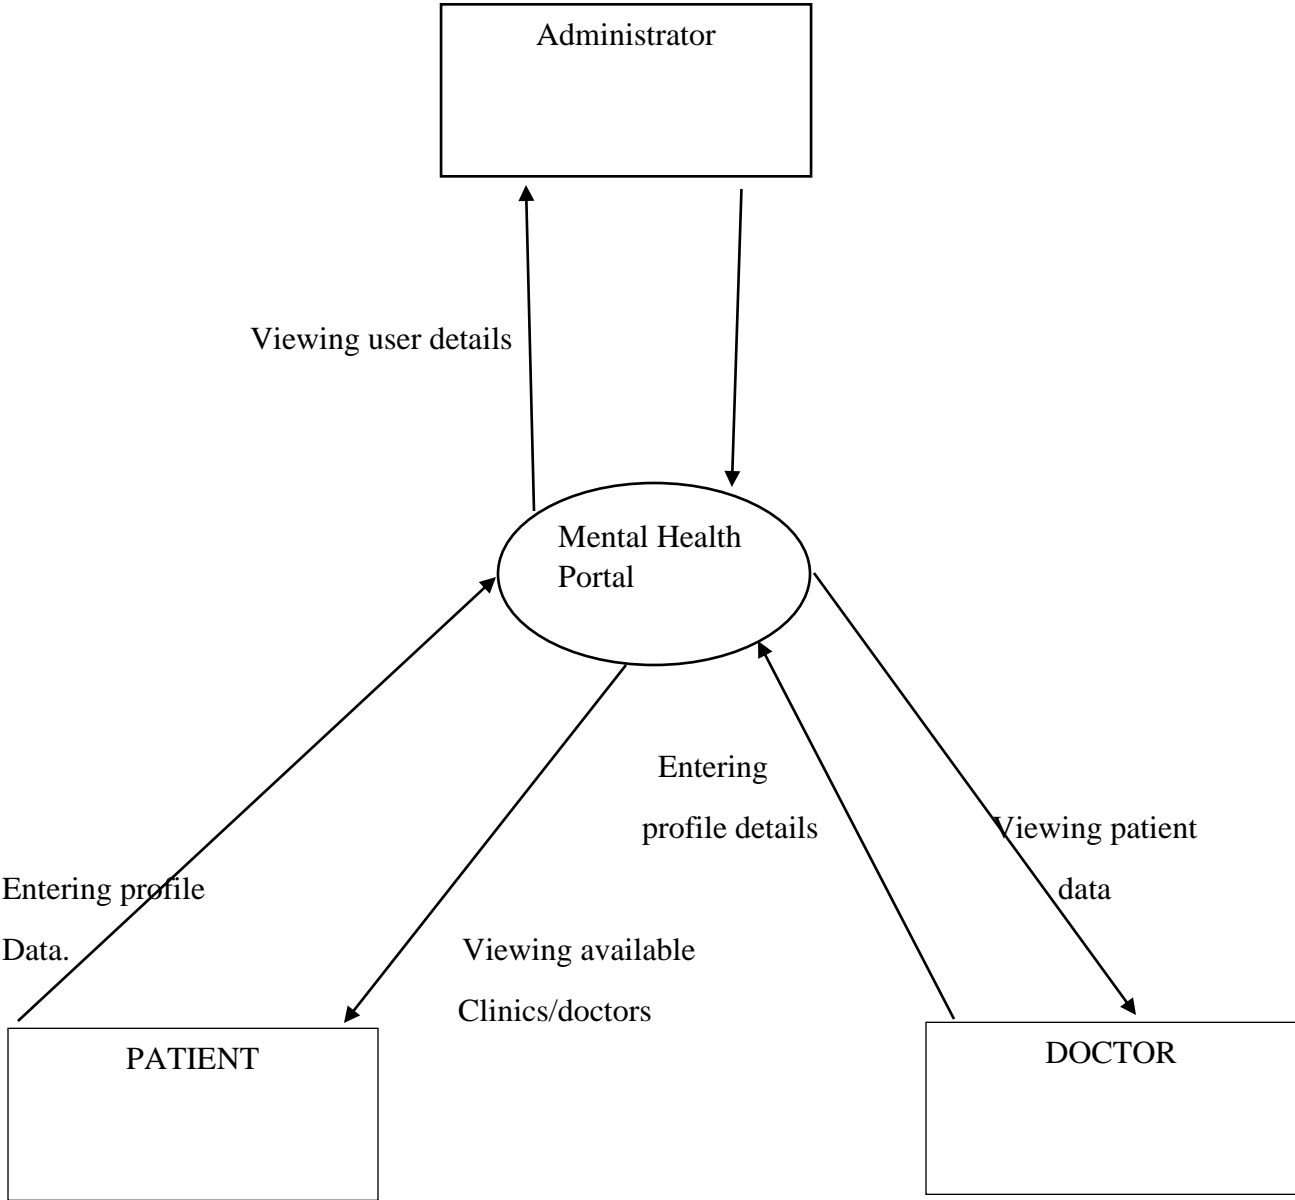 Administrator
Viewing user details
Mental Health
Portal
Entering
profile details
Viewing patient
data
Entering profile
Data.
Viewing available
Clinics/doctors
PATIENT
DOCTOR